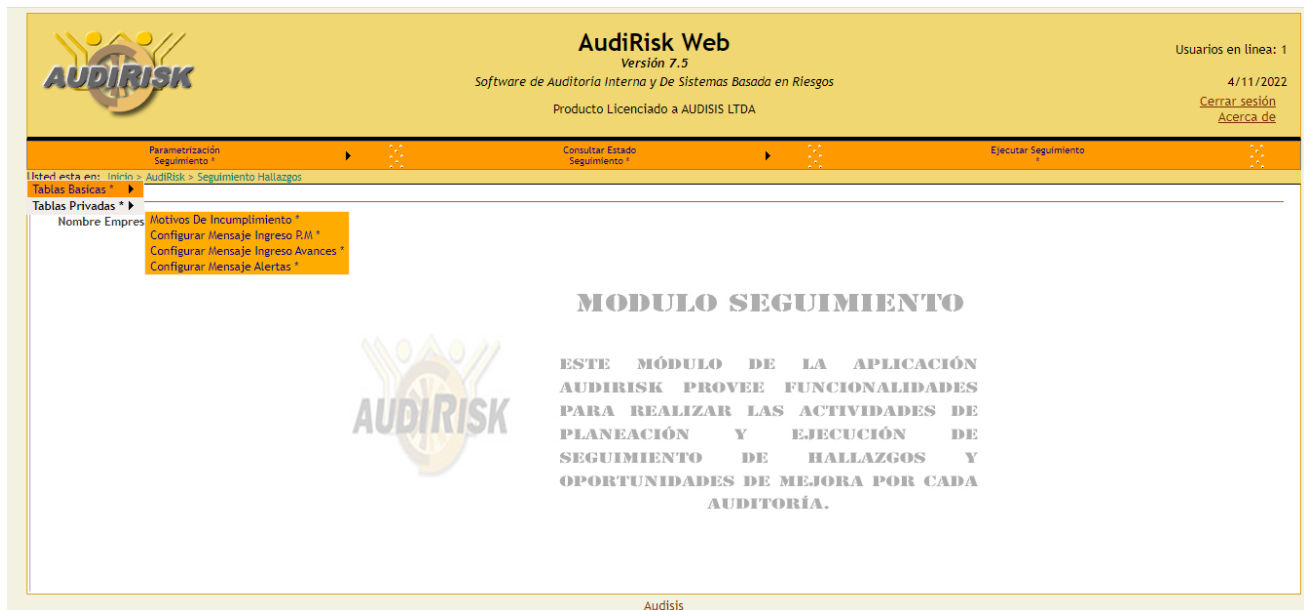 AUDIRISK
AudiRisk Web
Versión 7.5
Software de Auditoria Interna y De Sistemas Basada en Riesgos
Producto Licenciado a AUDISIS LTDA
Usuarios en linea: 1
4/11/2022
Cerrar sesión
Acerca de
Parametrización
Seguimiento *
Consultar Estado
Seguimiento *
Ejecutar Seguimiento
*
Usted esta en: Inicio > AudiRisk > Seguimiento Hallazgos
Tablas Basicas *
Tablas Privadas *
Nombre Empres
Motivos De Incumplimiento *
Configurar Mensaje Ingreso P.M *
Configurar Mensaje Ingreso Avances *
Configurar Mensaje Alertas *
MODULO SEGUIMIENTO
AUDIRISK
ESTE MÓDULO DE LA APLICACIÓN
AUDIRISK PROVEE FUNCIONALIDADES
PARA REALIZAR LAS ACTIVIDADES DE
PLANEACIÓN Y EJECUCIÓN DE
SEGUIMIENTO DE HALLAZGOS Y
OPORTUNIDADES DE MEJORA POR CADA
AUDITORÍA.
Audisis